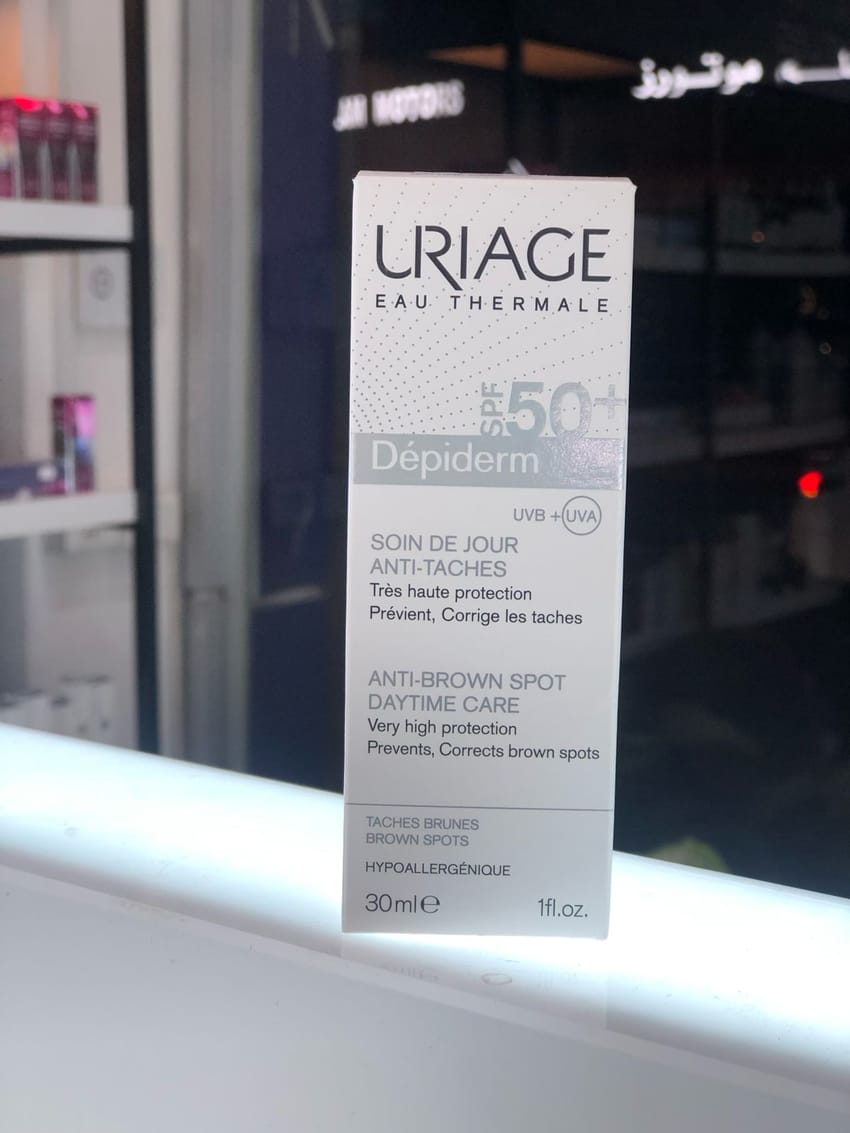 MOTORS
موتورز
URIAGE
EAU THERMALE
SPF 50+
Dépiderm
UVB + UVA
SOIN DE JOUR
ANTI-TACHES
Très haute protection
Prévient, Corrige les taches
ANTI-BROWN SPOT
DAYTIME CARE
Very high protection
Prevents, Corrects brown spots
TACHES BRUNES
BROWN SPOTS
HYPOALLERGÉNIQUE
30ml℮ 1fl.oz.